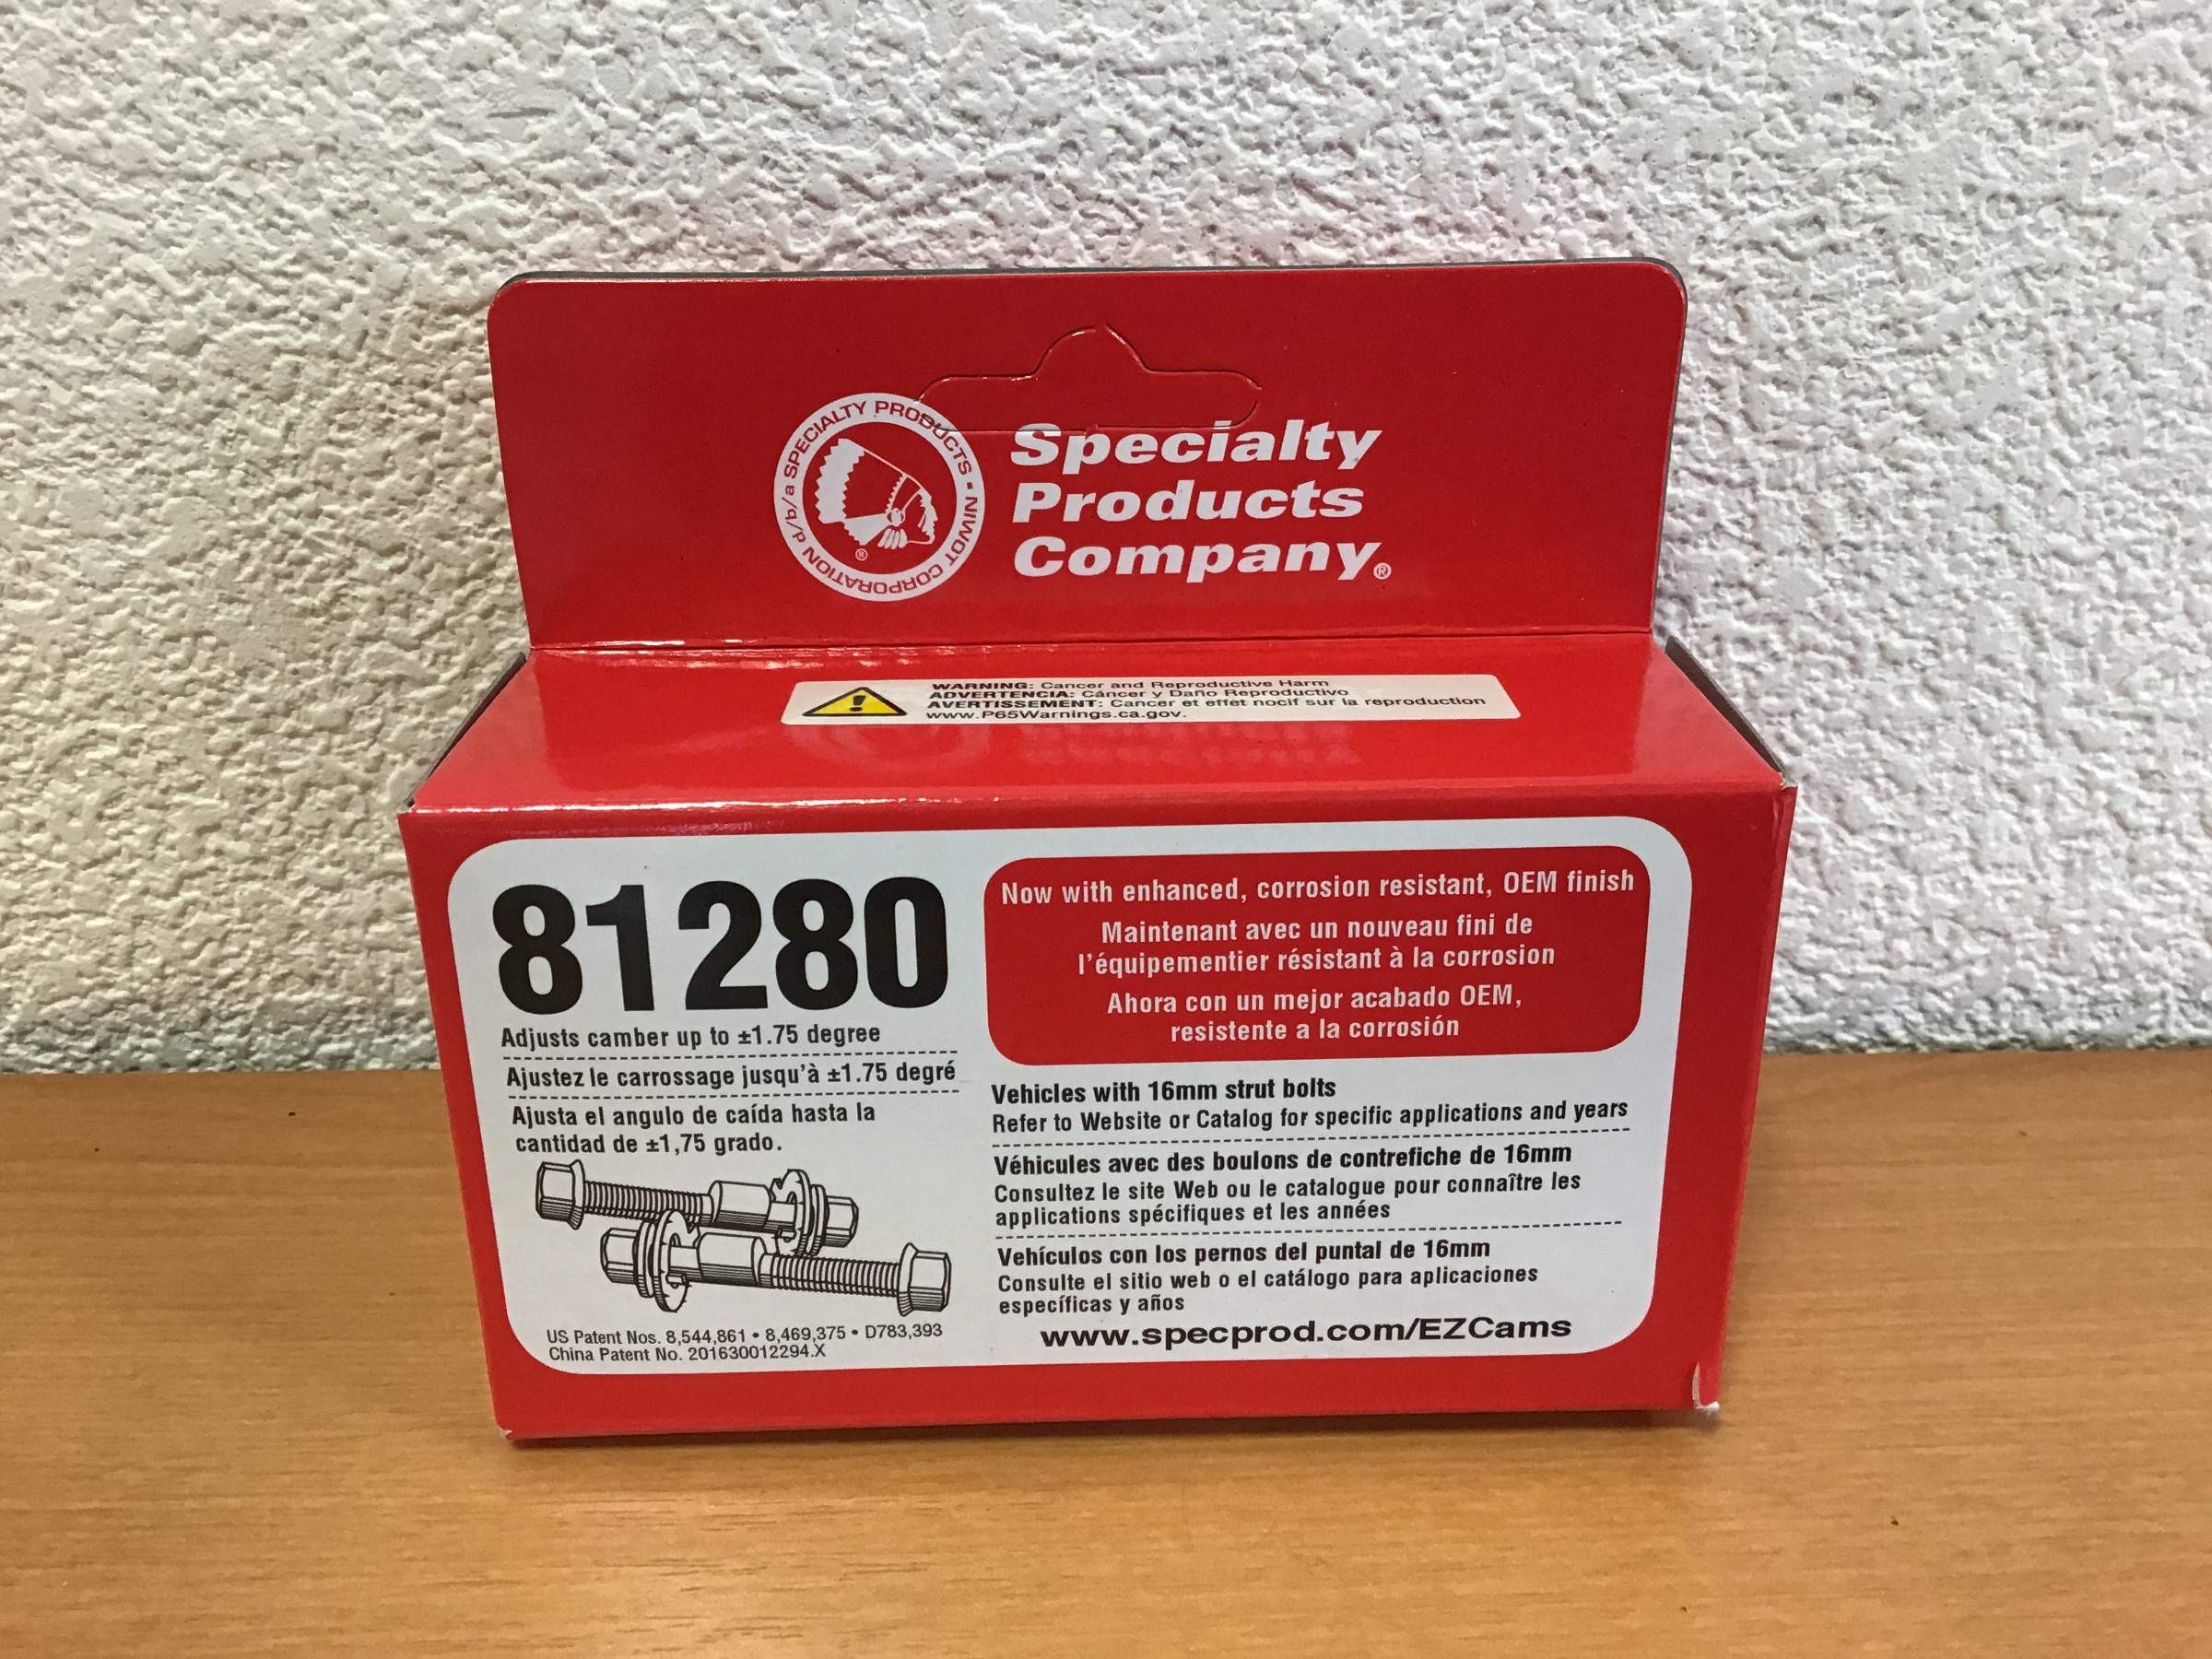 SPECIALTY PRODUCTS • NIWOT CORPORATION d/b/a
®
Specialty
Products
Company®
WARNING: Cancer and Reproductive Harm
ADVERTENCIA: Cáncer y Daño Reproductivo
AVERTISSEMENT: Cancer et effet nocif sur la reproduction
www.P65Warnings.ca.gov.
81280
Adjusts camber up to ±1.75 degree
Ajustez le carrossage jusqu'à ±1.75 degré
Ajusta el angulo de caída hasta la
cantidad de ±1,75 grado.
US Patent Nos. 8,544,861 • 8,469,375 • D783,393
China Patent No. 201630012294.X
Now with enhanced, corrosion resistant, OEM finish
Maintenant avec un nouveau fini de
l'équipementier résistant à la corrosion
Ahora con un mejor acabado OEM,
resistente a la corrosión
Vehicles with 16mm strut bolts
Refer to Website or Catalog for specific applications and years
Véhicules avec des boulons de contrefiche de 16mm
Consultez le site Web ou le catalogue pour connaître les
applications spécifiques et les années
Vehículos con los pernos del puntal de 16mm
Consulte el sitio web o el catálogo para aplicaciones
específicas y años
www.specprod.com/EZCams